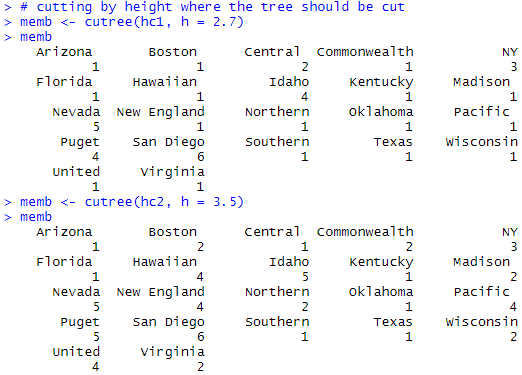 > # cutting by height where the tree should be cut
> memb <- cutree(hc1, h = 2.7)
> memb
Arizona Boston Central Commonwealth NY
1 1 2 1 3
Florida Hawaiian Idaho Kentucky Madison
1 1 4 1 1
Nevada New England Northern Oklahoma Pacific
5 1 1 1 1
Puget San Diego Southern Texas Wisconsin
4 6 1 1 1
United Virginia
1 1
> memb <- cutree(hc2, h = 3.5)
> memb
Arizona Boston Central Commonwealth NY
1 2 1 2 3
Florida Hawaiian Idaho Kentucky Madison
1 4 5 1 2
Nevada New England Northern Oklahoma Pacific
5 4 2 1 4
Puget San Diego Southern Texas Wisconsin
5 6 1 1 2
United Virginia
4 2